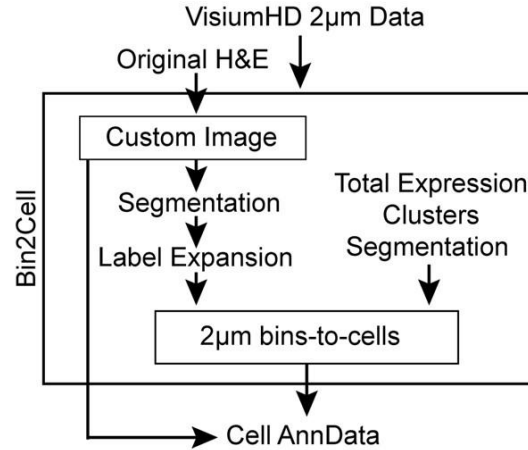 VisiumHD 2μm Data
Original H&E
Bin2Cell
Custom Image
Segmentation
Label Expansion
Total Expression
Clusters
Segmentation
2μm bins-to-cells
Cell AnnData